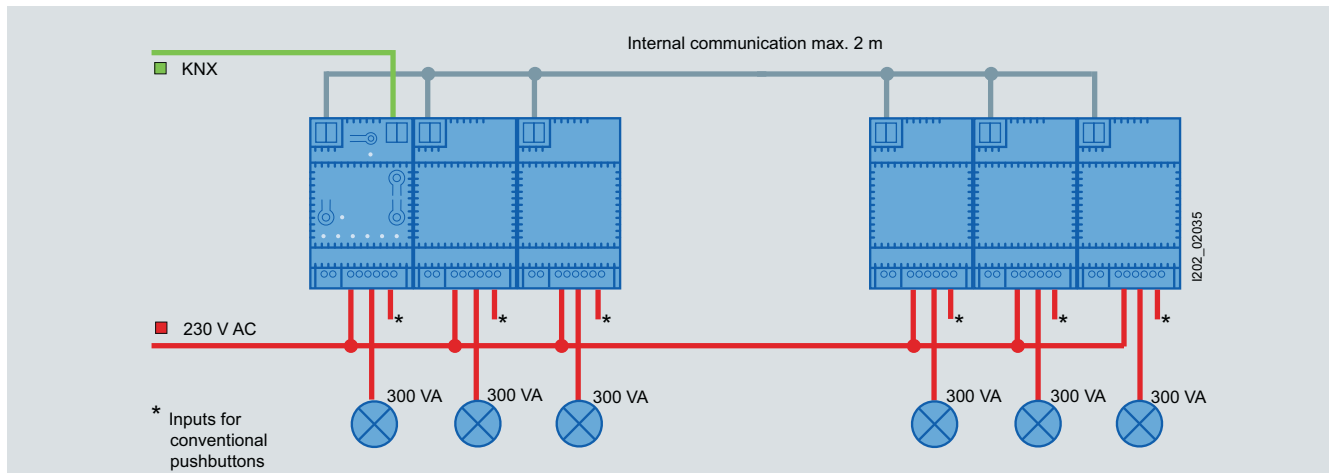 Internal communication max. 2 m
KNX
I202_02035
230 V AC
* * * * * *
300 VA 300 VA 300 VA 300 VA 300 VA 300 VA
* Inputs for
conventional
pushbuttons